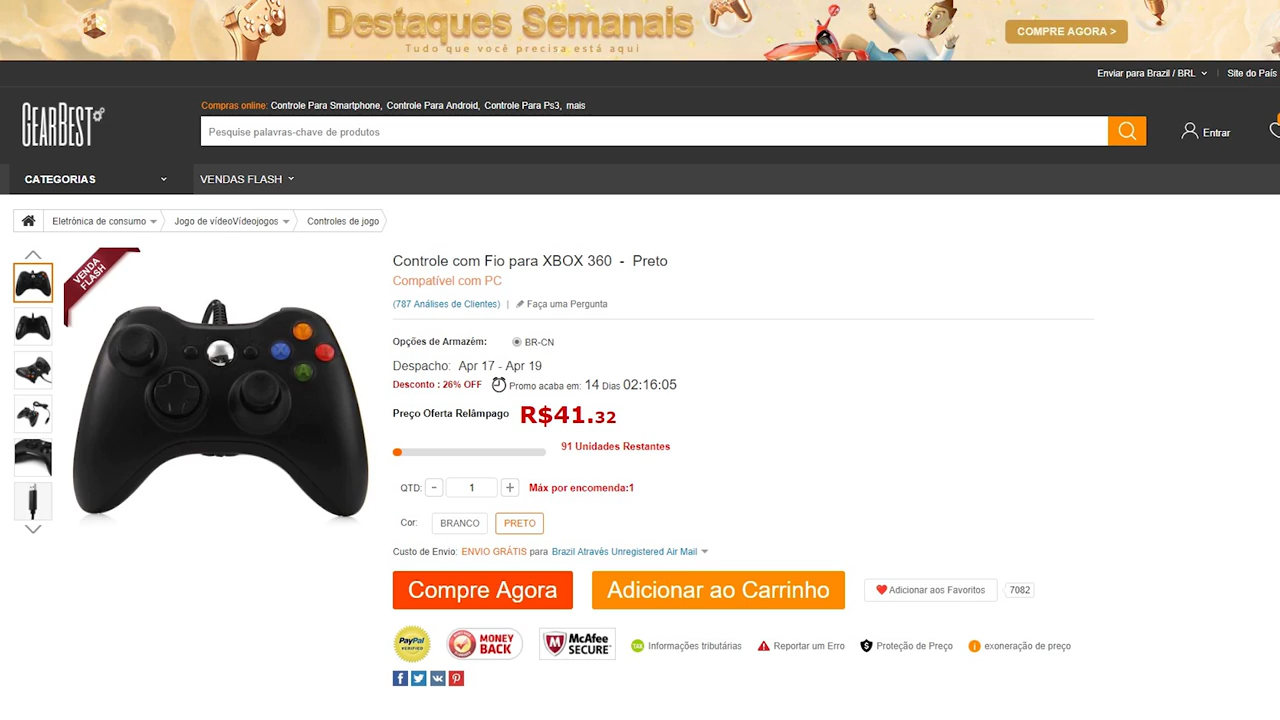 Destaques Semanais
Tudo que você precisa está aqui
COMPRE AGORA >
Enviar para Brazil / BRL
Site do País
GEARBEST
Compras online: Controle Para Smartphone, Controle Para Android, Controle Para Ps3, mais
Pesquise palavras-chave de produtos
Entrar
CATEGORIAS
VENDAS FLASH
Eletrônica de consumo
Jogo de vídeoVídeojogos
Controles de jogo
VENDA
FLASH
Controle com Fio para XBOX 360 - Preto
Compatível com PC
(787 Análises de Clientes) | Faça uma Pergunta
Opções de Armazém: BR-CN
Despacho: Apr 17 - Apr 19
Desconto : 26% OFF Promo acaba em: 14 Dias 02:16:05
Preço Oferta Relâmpago R$41.32
91 Unidades Restantes
QTD: - 1 + Máx por encomenda:1
Cor: BRANCO PRETO
Custo de Envio: ENVIO GRÁTIS para Brazil Através Unregistered Air Mail
Compre Agora
Adicionar ao Carrinho
Adicionar aos Favoritos
7082
PayPal
VERIFIED
MONEY
BACK
McAfee
SECURE
TAX
Informações tributárias
Reportar um Erro
Proteção de Preço
exoneração de preço